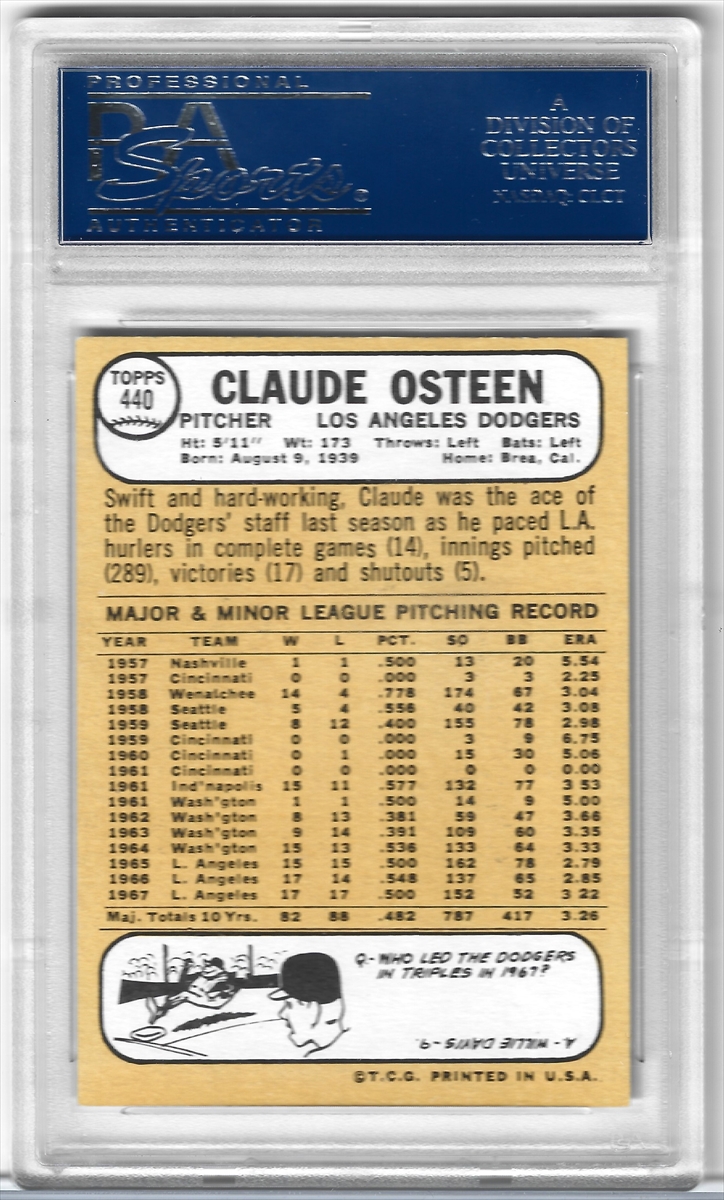 PROFESSIONAL
PSA
Sports®
AUTHENTICATOR
A
DIVISION OF
COLLECTORS
UNIVERSE
NASDAQ: CLCT
TOPPS
440
CLAUDE OSTEEN
PITCHER LOS ANGELES DODGERS
Ht: 5'11" Wt: 173 Throws: Left Bats: Left
Born: August 9, 1939 Home: Brea, Cal.
Swift and hard-working, Claude was the ace of
the Dodgers' staff last season as he paced L.A.
hurlers in complete games (14), innings pitched
(289), victories (17) and shutouts (5).
MAJOR & MINOR LEAGUE PITCHING RECORD
YEAR TEAM W L PCT. SO BB ERA
1957 Nashville 1 1 .500 13 20 5.54
1957 Cincinnati 0 0 .000 3 3 2.25
1958 Wenatchee 14 4 .778 174 67 3.04
1958 Seattle 5 4 .556 40 42 3.08
1959 Seattle 8 12 .400 155 78 2.98
1959 Cincinnati 0 0 .000 3 9 6.75
1960 Cincinnati 0 1 .000 15 30 5.06
1961 Cincinnati 0 0 .000 0 0 0.00
1961 Ind'napolis 15 11 .577 132 77 3 53
1961 Wash'gton 1 1 .500 14 9 5.00
1962 Wash'gton 8 13 .381 59 47 3.66
1963 Wash'gton 9 14 .391 109 60 3.35
1964 Wash'gton 15 13 .536 133 64 3.33
1965 L. Angeles 15 15 .500 162 78 2.79
1966 L. Angeles 17 14 .548 137 65 2.85
1967 L. Angeles 17 17 .500 152 52 3 22
Maj. Totals 10 Yrs. 82 88 .482 787 417 3.26
Q-WHO LED THE DODGERS
IN TRIPLES IN 1967?
A-WILLIE DAVIS-9.
©T.C.G. PRINTED IN U.S.A.